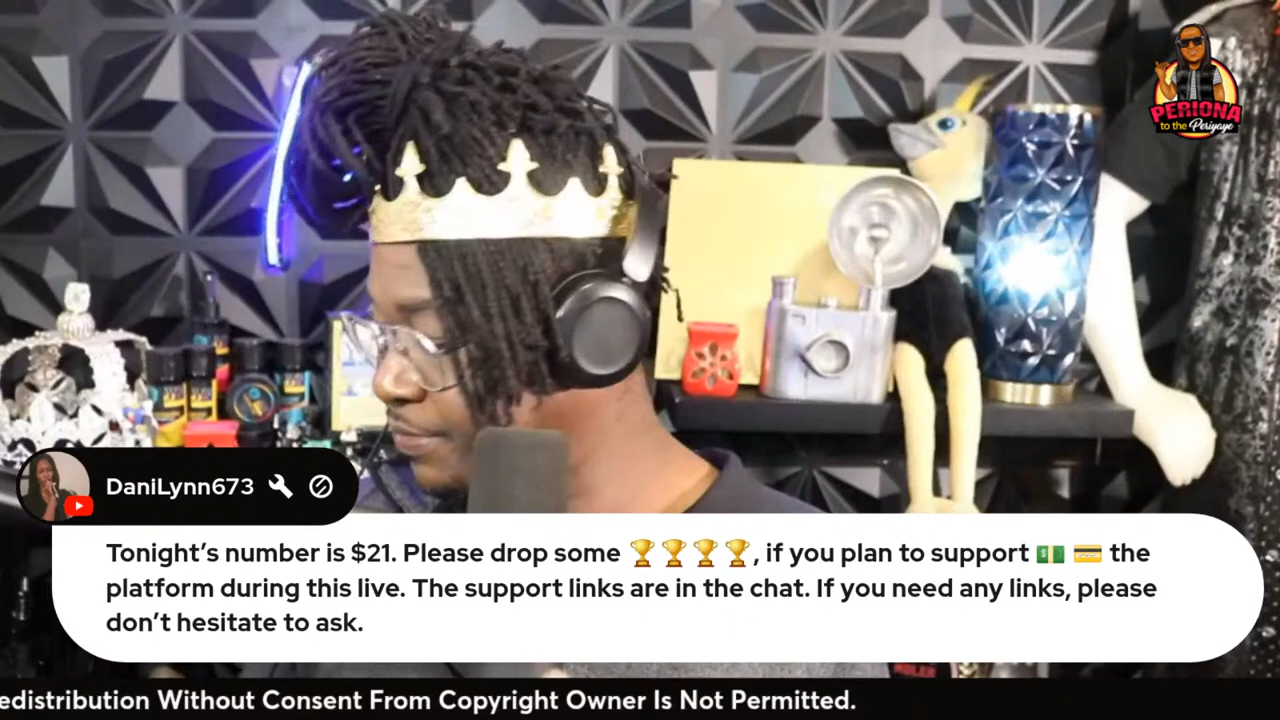 PERIONA
to the Periyaye
DaniLynn673
Tonight’s number is $21. Please drop some 🏆🏆🏆🏆, if you plan to support 💵 💳 the
platform during this live. The support links are in the chat. If you need any links, please
don’t hesitate to ask.
edistribution Without Consent From Copyright Owner Is Not Permitted.